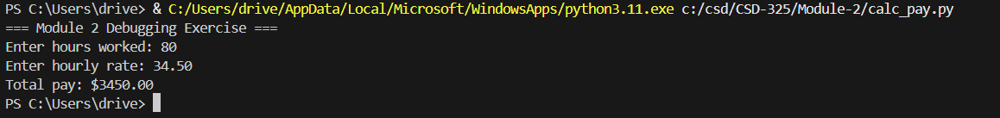 PS C:\Users\drive> & C:/Users/drive/AppData/Local/Microsoft/WindowsApps/python3.11.exe c:/csd/CSD-325/Module-2/calc_pay.py
=== Module 2 Debugging Exercise ===
Enter hours worked: 80
Enter hourly rate: 34.50
Total pay: $3450.00
PS C:\Users\drive>